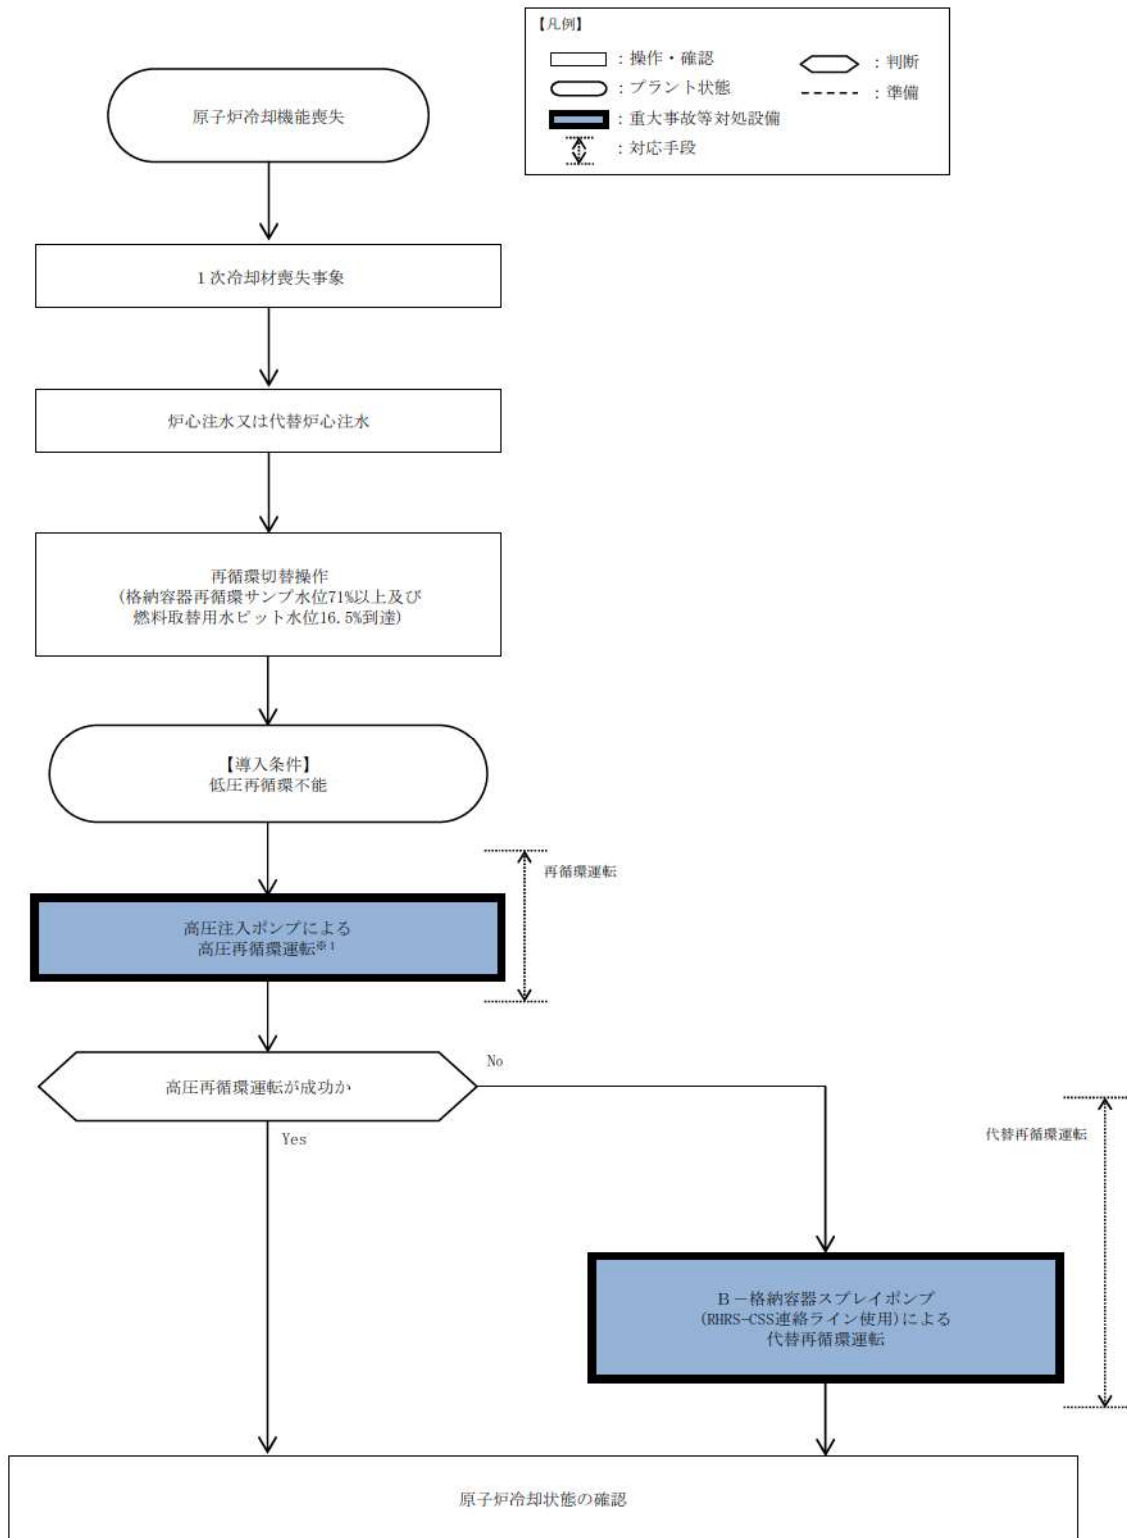 【凡例】
：操作・確認
：判断
：プラント状態
：準備
：重大事故等対処設備
：対応手段
原子炉冷却機能喪失
１次冷却材喪失事象
炉心注水又は代替炉心注水
再循環切替操作
(格納容器再循環サンプ水位71%以上及び
燃料取替用水ピット水位16.5%到達)
【導入条件】
低圧再循環不能
再循環運転
高圧注入ポンプによる
高圧再循環運転※1
高圧再循環運転が成功か
No
Yes
代替再循環運転
Ｂ－格納容器スプレイポンプ
(RHRS-CSS連絡ライン使用)による
代替再循環運転
原子炉冷却状態の確認